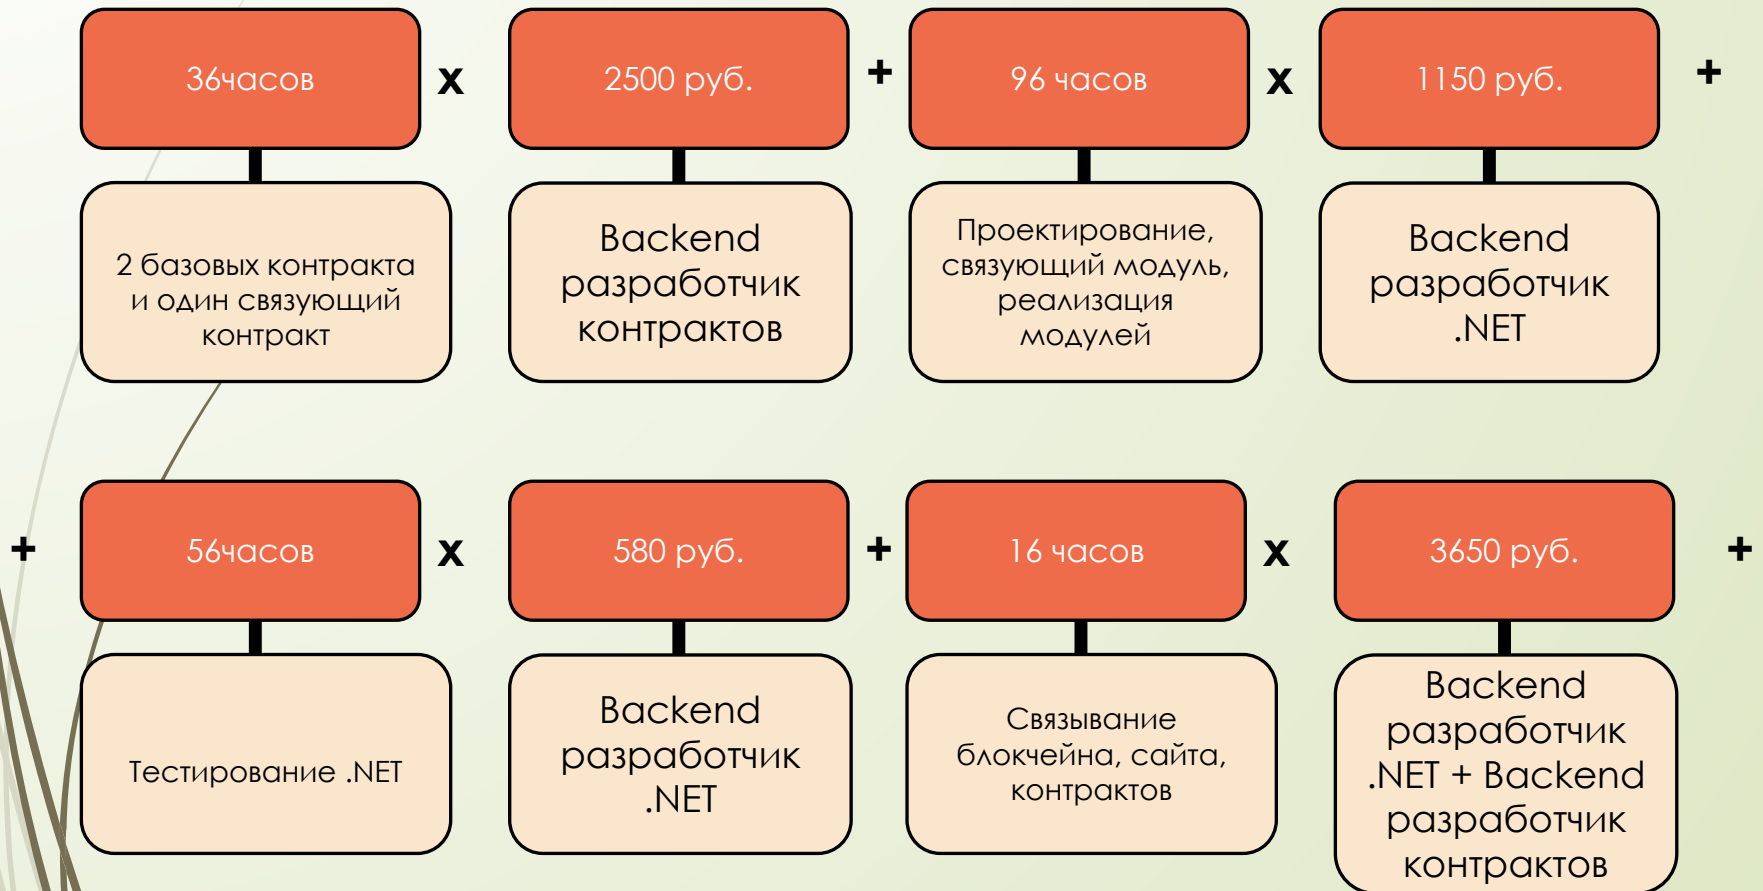 36часов
x
2500 руб.
+
96 часов
x
1150 руб.
+
2 базовых контракта
и один связующий
контракт
Backend
разработчик
контрактов
Проектирование,
связующий модуль,
реализация
модулей
Backend
разработчик
.NET
+
56часов
x
580 руб.
+
16 часов
x
3650 руб.
+
Тестирование .NET
Backend
разработчик
.NET
Связывание
блокчейна, сайта,
контрактов
Backend
разработчик
.NET + Backend
разработчик
контрактов